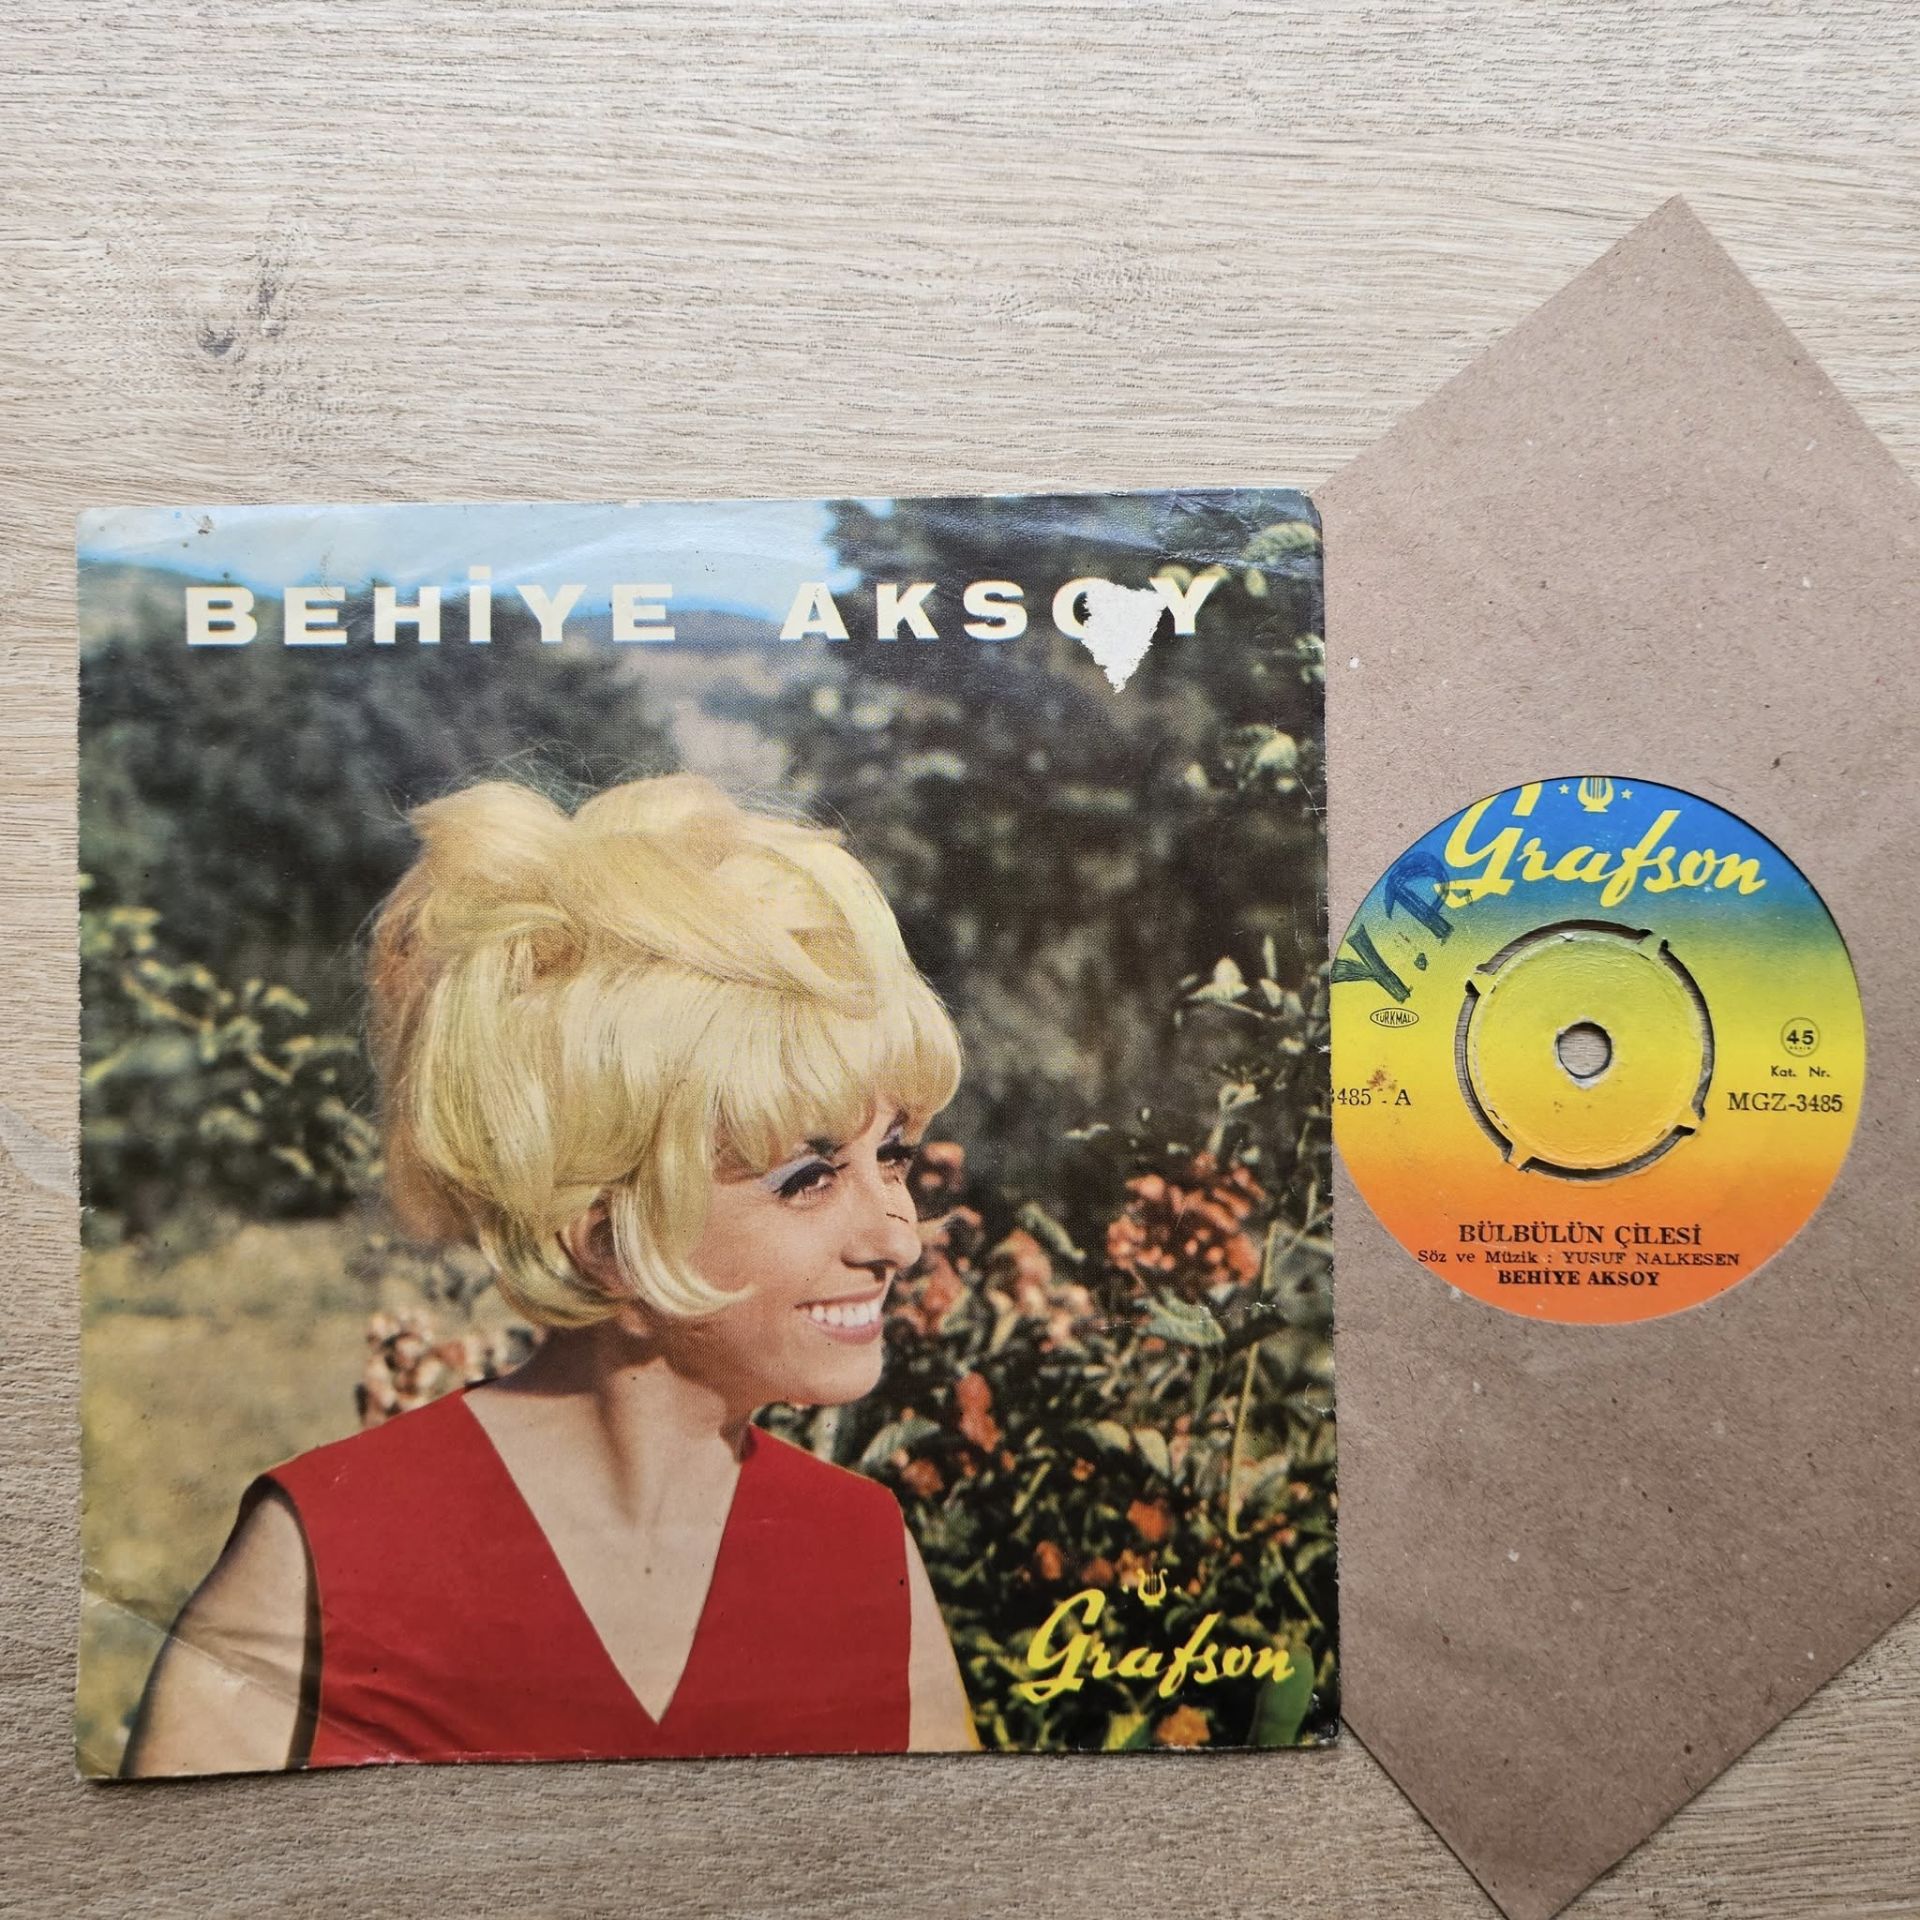 BEHİYE AKSOY
Grafson
Grafson
Y.P
TÜRKMALI
45
Kat. Nr.
3485 - A
MGZ-3485
BÜLBÜLÜN ÇİLESİ
Söz ve Müzik : YUSUF NALKESEN
BEHİYE AKSOY